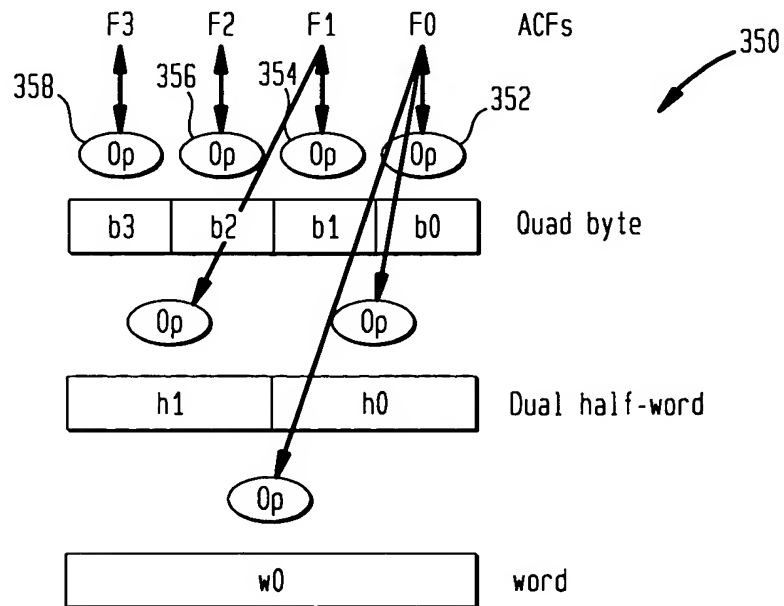 F3 F2 F1 F0 ACFs
350
358 356 354 352
Op Op Op Op
b3 b2 b1 b0 Quad byte
Op Op
h1 h0 Dual half-word
Op
w0 word